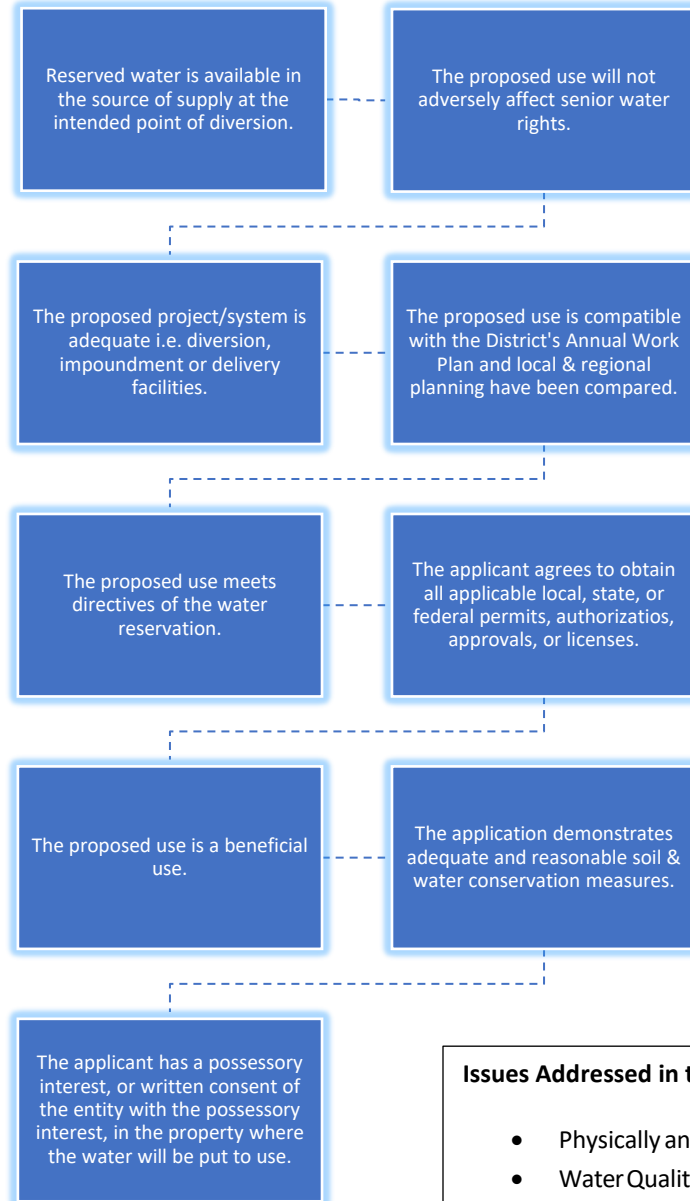 Reserved water is available in
the source of supply at the
intended point of diversion.
The proposed use will not
adversely affect senior water
rights.
The proposed project/system is
adequate i.e. diversion,
impoundment or delivery
facilities.
The proposed use is compatible
with the District's Annual Work
Plan and local & regional
planning have been compared.
The proposed use meets
directives of the water
reservation.
The applicant agrees to obtain
all applicable local, state, or
federal permits, authorizatios,
approvals, or licenses.
The proposed use is a beneficial
use.
The application demonstrates
adequate and reasonable soil &
water conservation measures.
The applicant has a possessory
interest, or written consent of
the entity with the possessory
interest, in the property where
the water will be put to use.
Issues Addressed in
• Physically
• Water